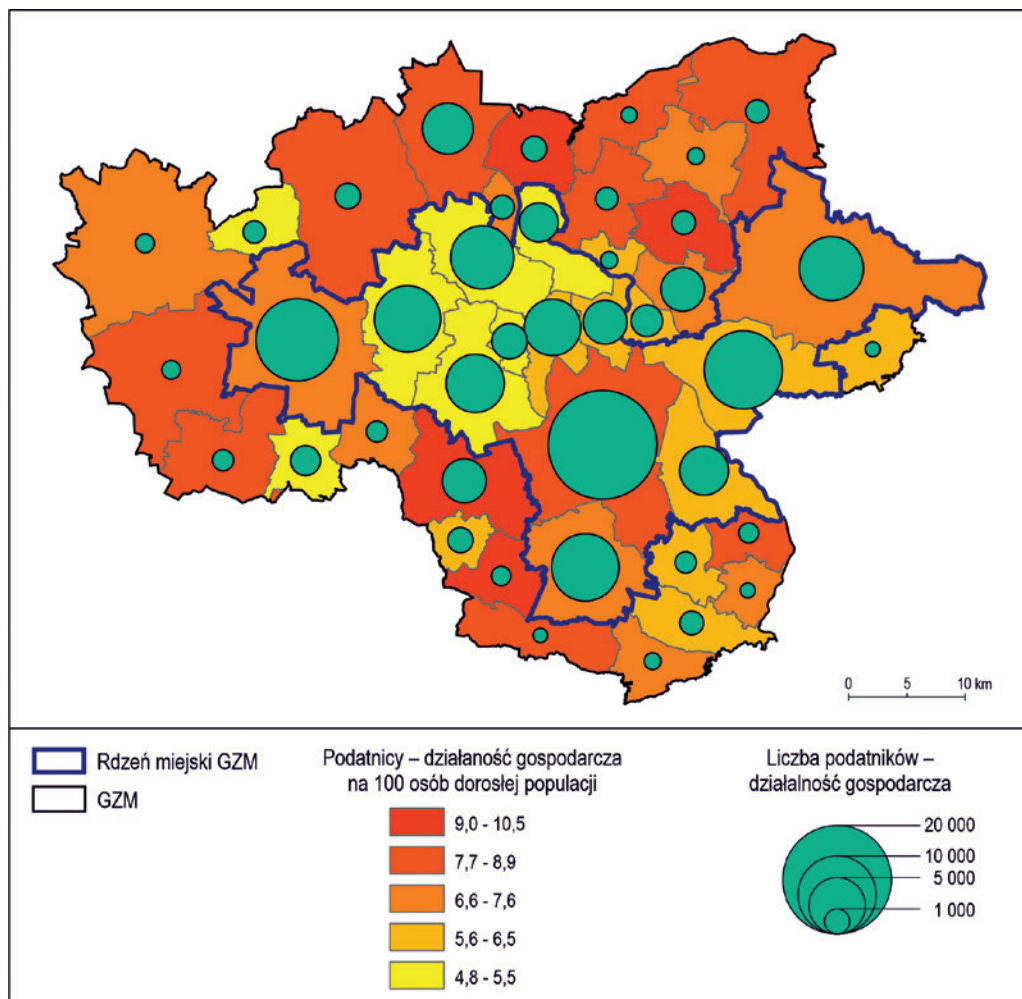 0 5 10 km
Rdzeń miejski GZM
GZM
Podatnicy – działaność gospodarcza
na 100 osób dorosłej populacji
9,0 - 10,5
7,7 - 8,9
6,6 - 7,6
5,6 - 6,5
4,8 - 5,5
Liczba podatników –
działalność gospodarcza
20 000
10 000
5 000
1 000